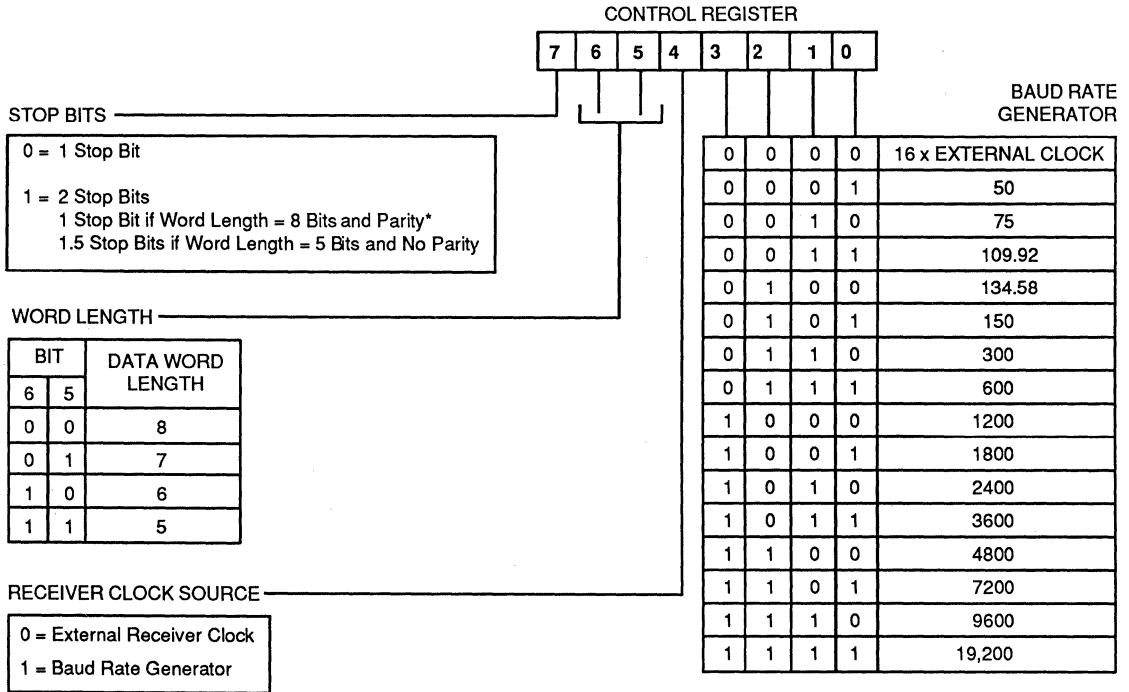 CONTROL REGISTER
7 6 5 4 3 2 1 0
STOP BITS
0 = 1 Stop Bit
1 = 2 Stop Bits
1 Stop Bit if Word Length = 8 Bits and Parity*
1.5 Stop Bits if Word Length = 5 Bits and No Parity
WORD LENGTH
BIT DATA WORD
LENGTH
6 5
0 0 8
0 1 7
1 0 6
1 1 5
RECEIVER CLOCK SOURCE
0 = External Receiver Clock
1 = Baud Rate Generator
BAUD RATE
GENERATOR
0 0 0 0 16 x EXTERNAL CLOCK
0 0 0 1 50
0 0 1 0 75
0 0 1 1 109.92
0 1 0 0 134.58
0 1 0 1 150
0 1 1 0 300
0 1 1 1 600
1 0 0 0 1200
1 0 0 1 1800
1 0 1 0 2400
1 0 1 1 3600
1 1 0 0 4800
1 1 0 1 7200
1 1 1 0 9600
1 1 1 1 19,200